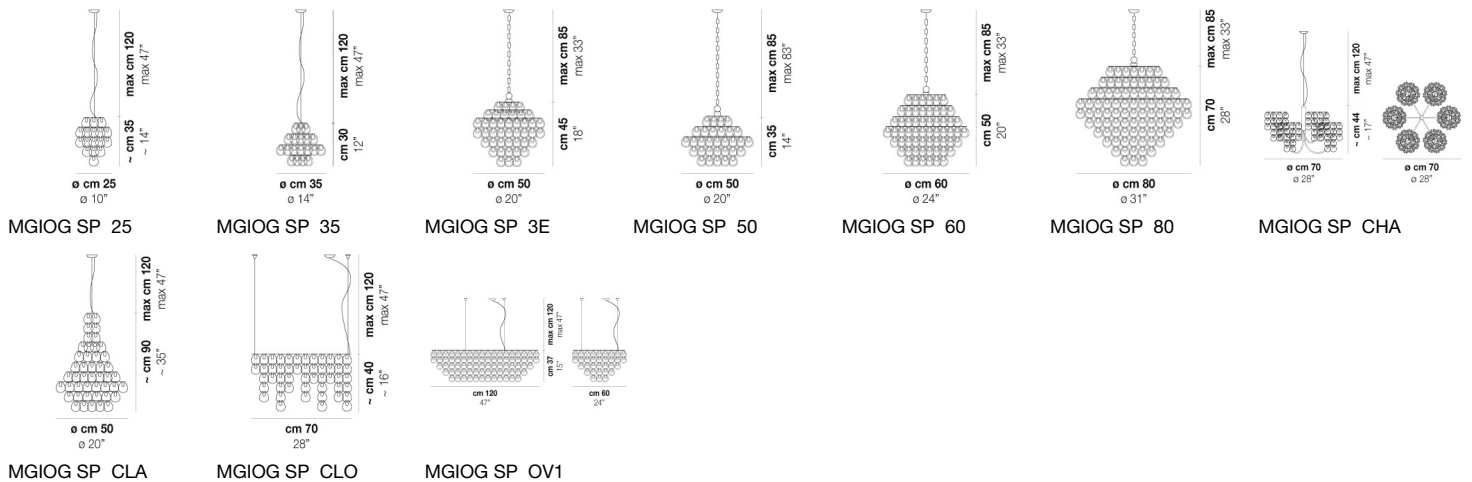 max cm 120
max 47”
~ cm 35
~ 14”
ø cm 25
ø 10”
MGIOG SP 25
max cm 120
max 47”
cm 30
12”
ø cm 35
ø 14”
MGIOG SP 35
max cm 85
max 33”
cm 45
18”
ø cm 50
ø 20”
MGIOG SP 3E
max cm 85
max 83”
cm 35
14”
ø cm 50
ø 20”
MGIOG SP 50
max cm 85
max 33”
cm 50
20”
ø cm 60
ø 24”
MGIOG SP 60
max cm 85
max 33”
cm 70
28”
ø cm 80
ø 31”
MGIOG SP 80
max cm 120
max 47”
~ cm 44
~ 17”
ø cm 70
ø 28”
ø cm 70
ø 28”
MGIOG SP CHA
max cm 120
max 47”
~ cm 90
~ 35”
ø cm 50
ø 20”
MGIOG SP CLA
max cm 120
max 47”
~ cm 40
~ 16”
cm 70
28”
MGIOG SP CLO
max cm 120
max 47”
cm 37
15”
cm 120
47”
cm 60
24”
MGIOG SP OV1